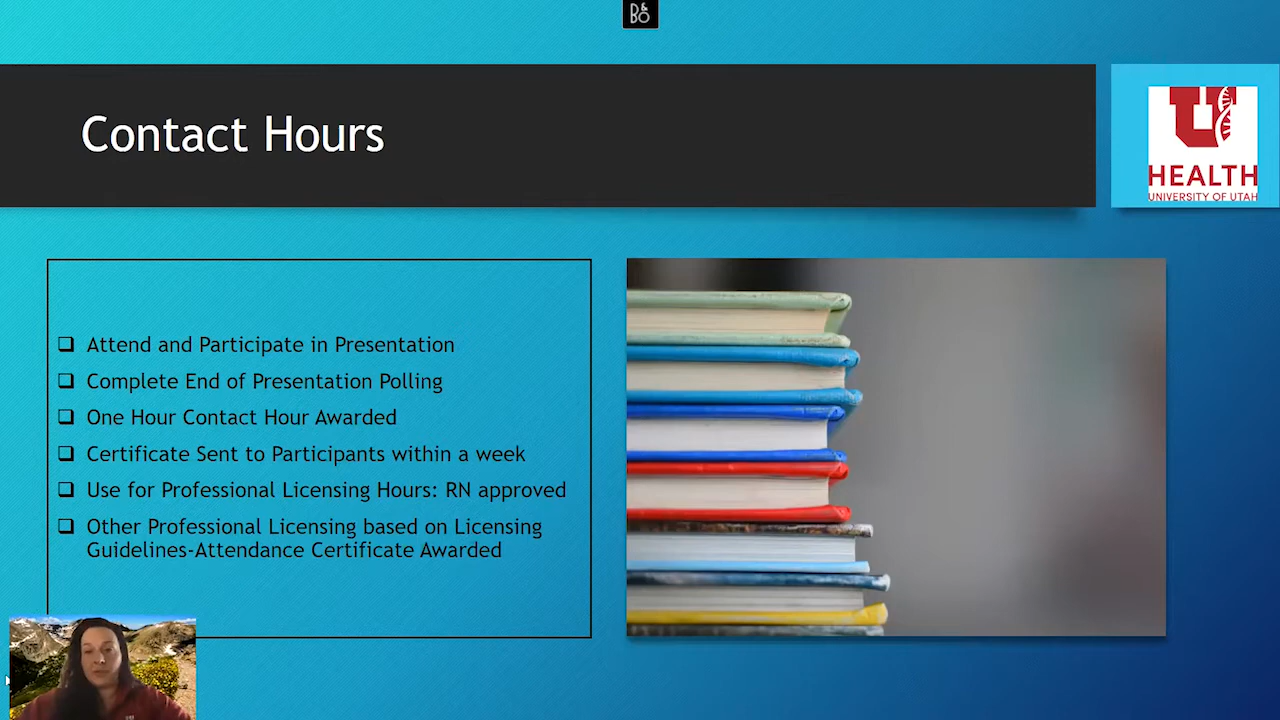 B&O
Contact Hours
HEALTH
UNIVERSITY OF UTAH
Attend and Participate in Presentation
Complete End of Presentation Polling
One Hour Contact Hour Awarded
Certificate Sent to Participants within a week
Use for Professional Licensing Hours: RN approved
Other Professional Licensing based on Licensing
Guidelines-Attendance Certificate Awarded